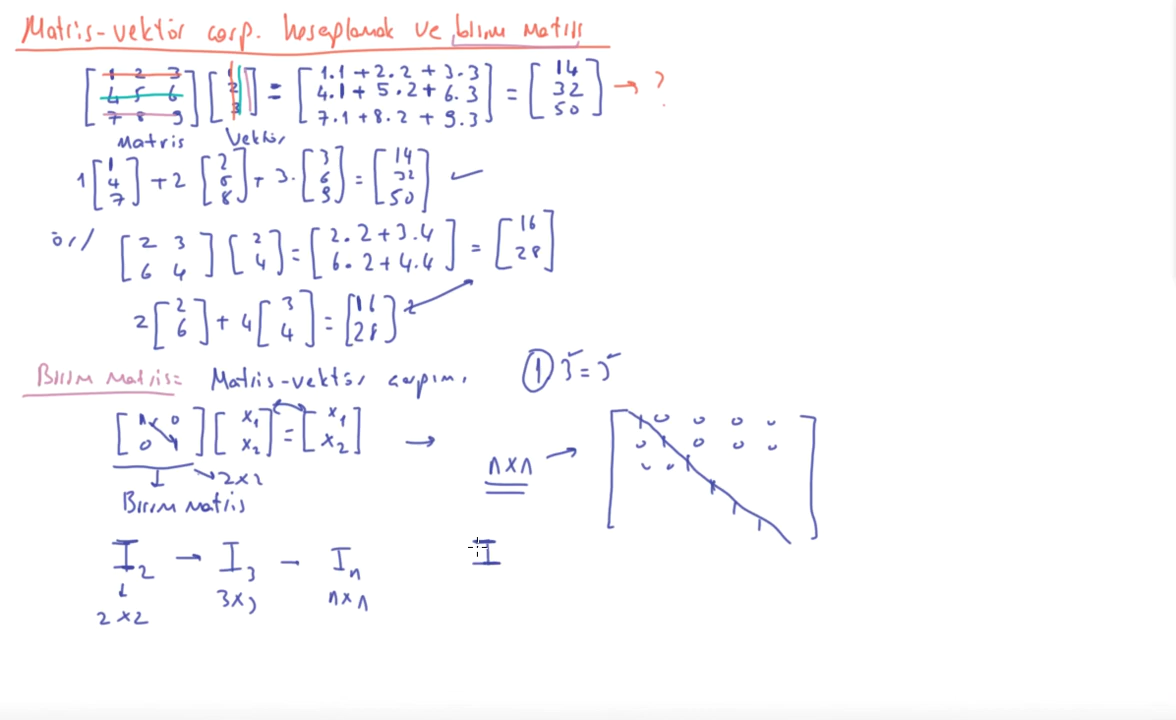 Matris-vektör carp. hesaplamak ve birim matris
[1 2 3; 4 5 6; 7 8 9] [1; 2; 3] = [1.1 + 2.2 + 3.3; 4.1 + 5.2 + 6.3; 7.1 + 8.2 + 9.3] = [14; 32; 50] → ?
Matris Vektör
1[1; 4; 7] + 2[2; 5; 8] + 3.[3; 6; 9] = [14; 32; 50] ✓
ör/ [2 3; 6 4] [2; 4] = [2.2 + 3.4; 6.2 + 4.4] = [16; 28]
2[2; 6] + 4[3; 4] = [16; 28]
Birim Matris: Matris-vektör çarpım. ① 5 = 5
[1 0; 0 1] [x1; x2] = [x1; x2] →
I → 2x2
Birim Matris
n x n →
I2 → I3 - In I
2x2 3x3 nxn